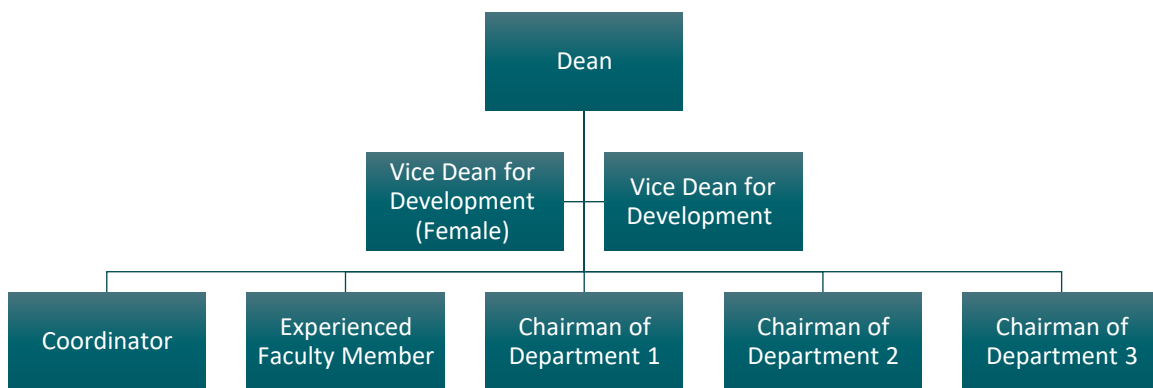 Dean
Vice Dean for
Development
(Female)
Vice Dean for
Development
Coordinator
Experienced
Faculty Member
Chairman of
Department 1
Chairman of
Department 2
Chairman of
Department 3